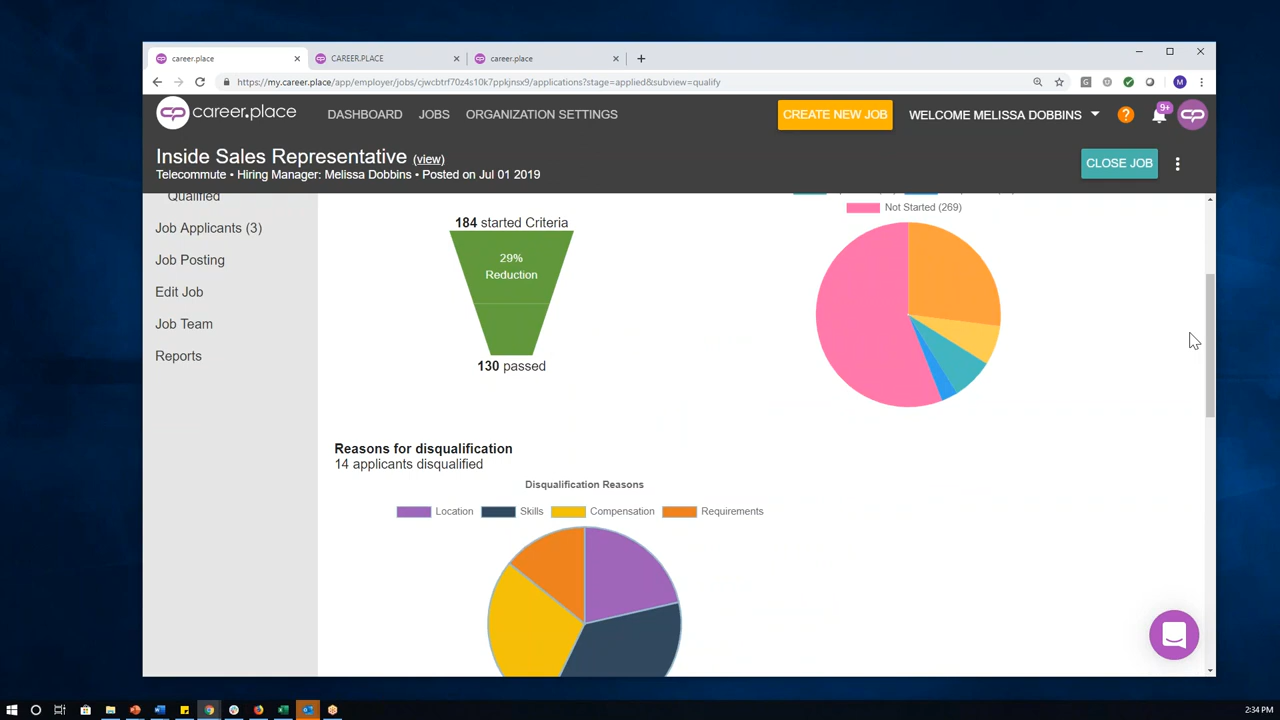 career.place
CAREER.PLACE
career.place
https://my.career.place/app/employer/jobs/cjwcbtrf70z4s10k7ppkjnsx9/applications?stage=applied&subview=qualify
M
cp career.place
DASHBOARD
JOBS
ORGANIZATION SETTINGS
CREATE NEW JOB
WELCOME MELISSA DOBBINS
?
9+
cp
Inside Sales Representative (view)
Telecommute • Hiring Manager: Melissa Dobbins • Posted on Jul 01 2019
CLOSE JOB
Qualified
Job Applicants (3)
Job Posting
Edit Job
Job Team
Reports
184 started Criteria
29%
Reduction
130 passed
Not Started (269)
Reasons for disqualification
14 applicants disqualified
Disqualification Reasons
Location
Skills
Compensation
Requirements
2:34 PM